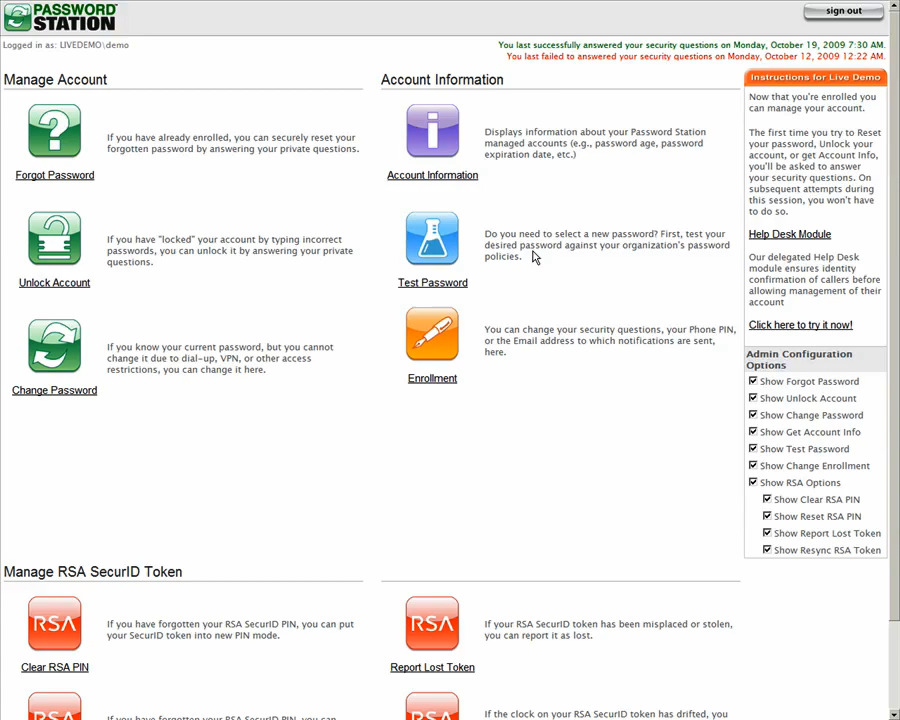 PASSWORD
STATION
sign out
Logged in as: LIVEDEMO\demo
You last successfully answered your security questions on Monday, October 19, 2009 7:30 AM.
You last failed to answered your security questions on Monday, October 12, 2009 12:22 AM.
Manage Account
If you have already enrolled, you can securely reset your
forgotten password by answering your private questions.
Forgot Password
If you have "locked" your account by typing incorrect
passwords, you can unlock it by answering your private
questions.
Unlock Account
If you know your current password, but you cannot
change it due to dial-up, VPN, or other access
restrictions, you can change it here.
Change Password
Account Information
Displays information about your Password Station
managed accounts (e.g., password age, password
expiration date, etc.)
Account Information
Do you need to select a new password? First, test your
desired password against your organization's password
policies.
Test Password
You can change your security questions, your Phone PIN,
or the Email address to which notifications are sent,
here.
Enrollment
Instructions for Live Demo
Now that you're enrolled you
can manage your account.
The first time you try to Reset
your password, Unlock your
account, or get Account Info,
you'll be asked to answer
your security questions. On
subsequent attempts during
this session, you won't have
to do so.
Help Desk Module
Our delegated Help Desk
module ensures identity
confirmation of callers before
allowing management of their
account
Click here to try it now!
Admin Configuration
Options
Show Forgot Password
Show Unlock Account
Show Change Password
Show Get Account Info
Show Test Password
Show Change Enrollment
Show RSA Options
Show Clear RSA PIN
Show Reset RSA PIN
Show Report Lost Token
Show Resync RSA Token
Manage RSA SecurID Token
RSA
If you have forgotten your RSA SecurID PIN, you can put
your SecurID token into new PIN mode.
Clear RSA PIN
RSA
If your RSA SecurID token has been misplaced or stolen,
you can report it as lost.
Report Lost Token
RSA
If you have forgotten your RSA SecurID PIN, you can
RSA
If the clock on your RSA SecurID token has drifted, you